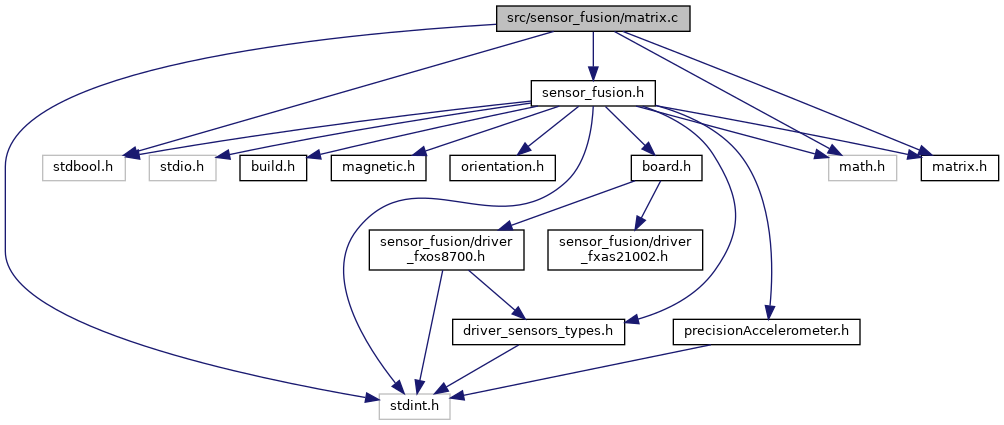 src/sensor_fusion/matrix.c
sensor_fusion.h
stdbool.h
stdio.h
build.h
magnetic.h
orientation.h
board.h
math.h
matrix.h
sensor_fusion/driver
_fxos8700.h
sensor_fusion/driver
_fxas21002.h
driver_sensors_types.h
precisionAccelerometer.h
stdint.h